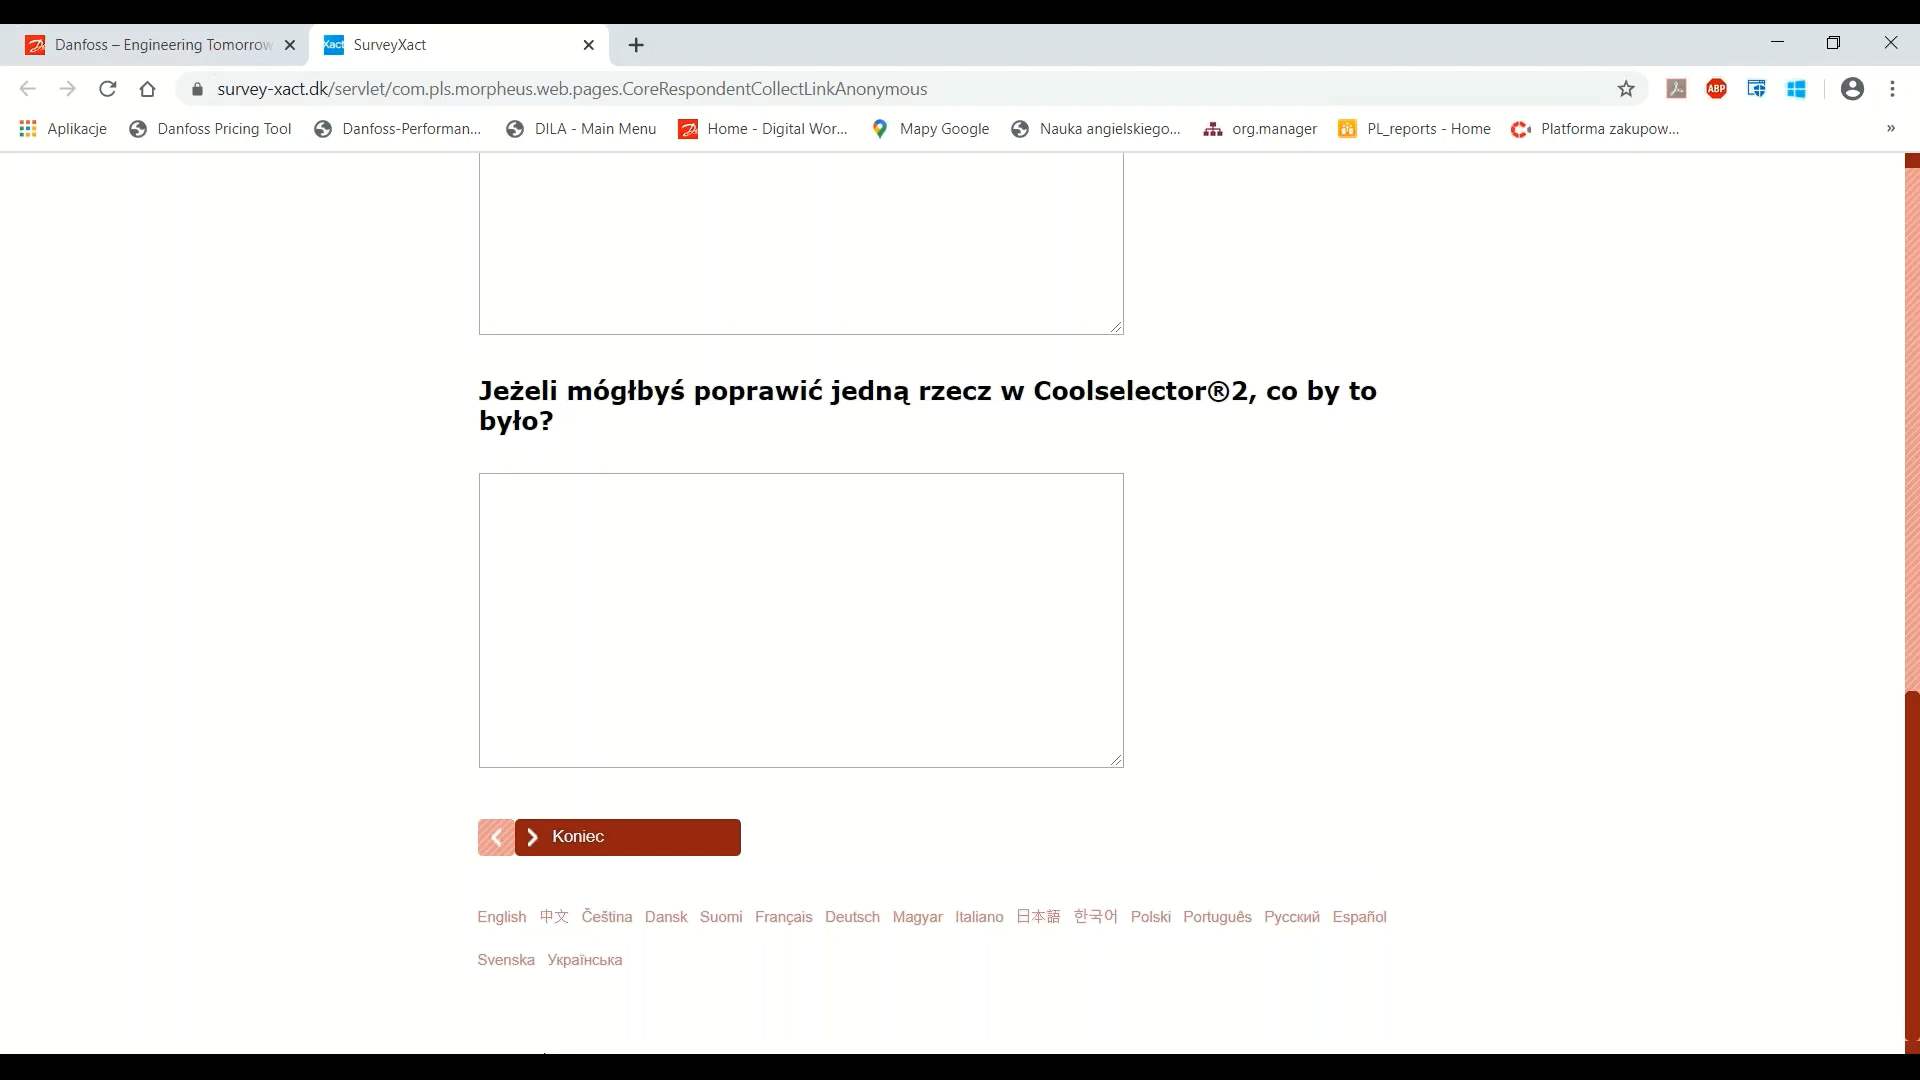 Danfoss – Engineering Tomorrow
SurveyXact
survey-xact.dk/servlet/com.pls.morpheus.web.pages.CoreRespondentCollectLinkAnonymous
ABP
Aplikacje Danfoss Pricing Tool Danfoss-Performan... DILA - Main Menu Home - Digital Wor... Mapy Google Nauka angielskiego... org.manager PL_reports - Home Platforma zakupow... »
Jeżeli mógłbyś poprawić jedną rzecz w Coolselector®2, co by to
było?
Koniec
English 中文 Čeština Dansk Suomi Français Deutsch Magyar Italiano 日本語 한국어 Polski Português Русский Español
Svenska Українська